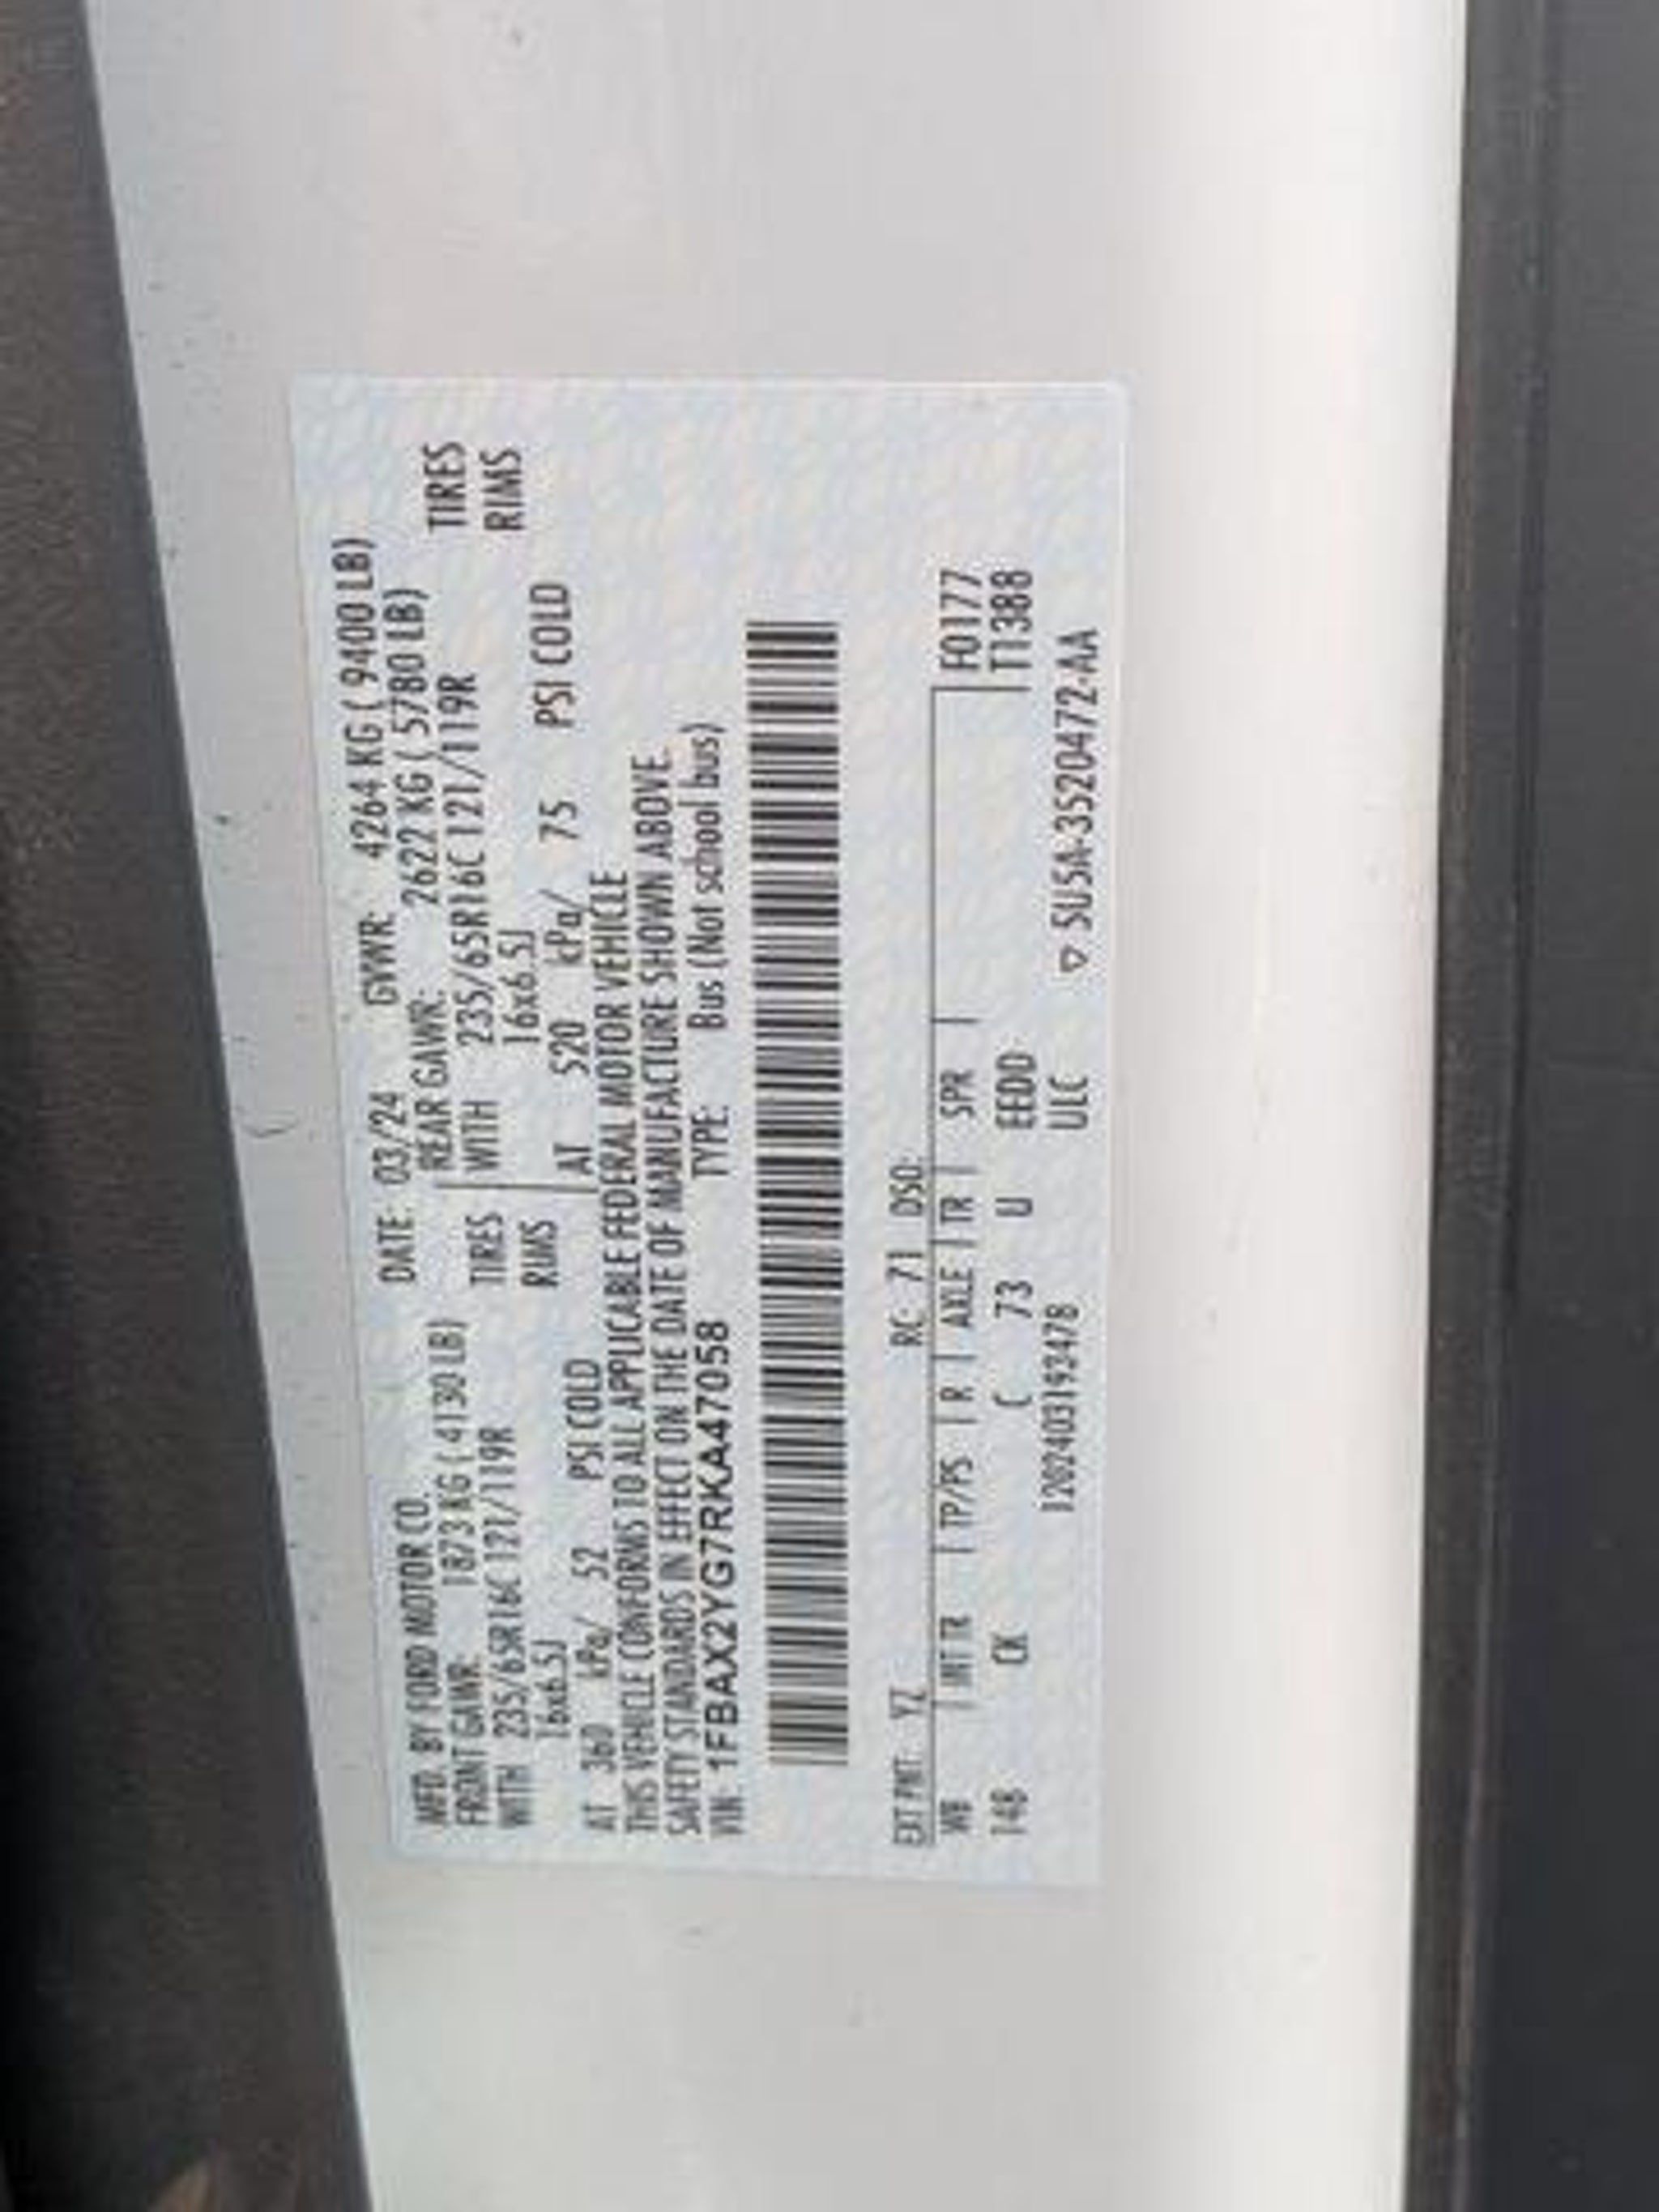 MFD. BY FORD MOTOR CO. DATE: 03/24 GVWR: 4264 KG ( 9400 LB)
FRONT GAWR: 1873 KG ( 4130 LB) REAR GAWR: 2622 KG ( 5780 LB)
WITH 235/65R16C 121/119R TIRES WITH 235/65R16C 121/119R TIRES
16x6.5J RIMS 16x6.5J RIMS
AT 360 kPa/ 52 PSI COLD AT 520 kPa/ 75 PSI COLD
THIS VEHICLE CONFORMS TO ALL APPLICABLE FEDERAL MOTOR VEHICLE
SAFETY STANDARDS IN EFFECT ON THE DATE OF MANUFACTURE SHOWN ABOVE.
VIN: 1FBAX2YG7RKA47058 TYPE: Bus (Not school bus)
EXT PNT: YZ RC: 71 DSO:
WB | INT TR | TP/PS | R | AXLE | TR | SPR | F0177
148 CK C 73 U EEDD T1388
12024031924478 ULC ▽ SU5A-3520472-AA